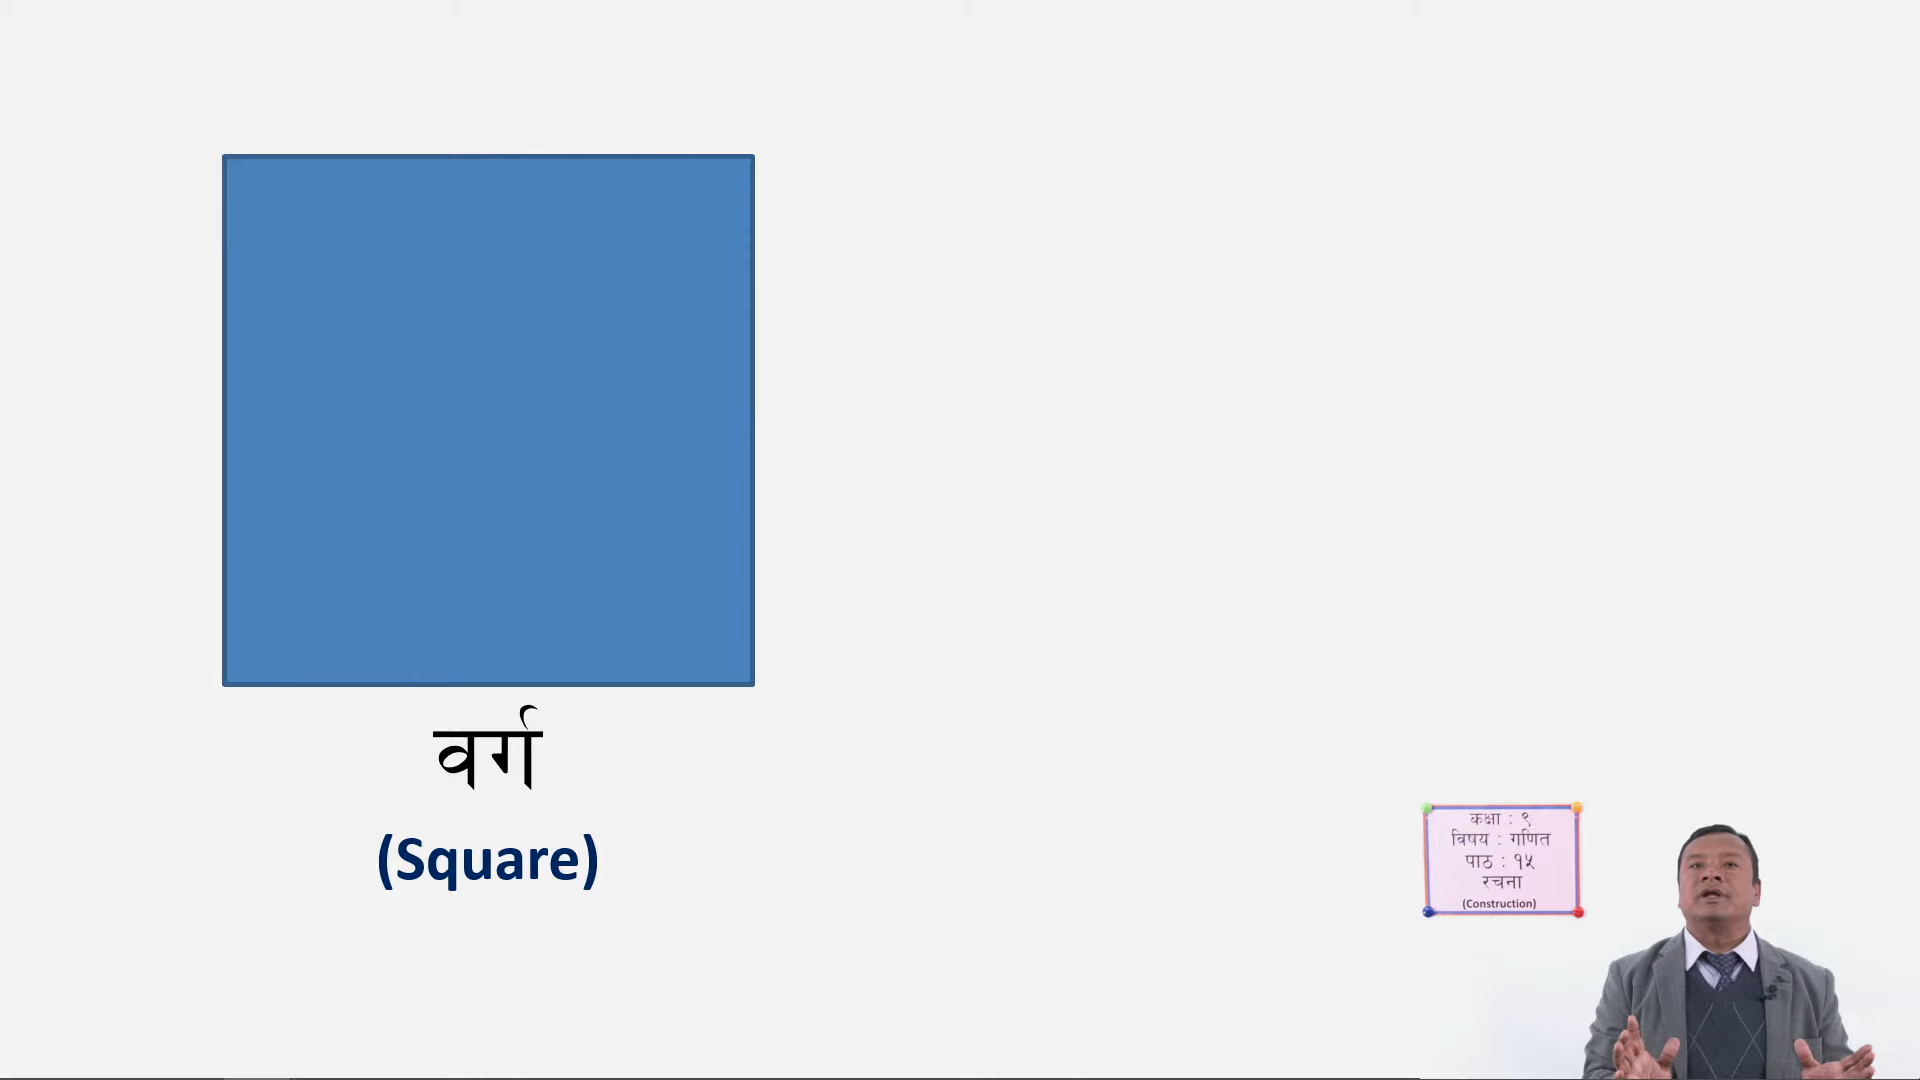 वर्ग
(Square)
कक्षा : ९
विषय : गणित
पाठ : १५
रचना
(Construction)